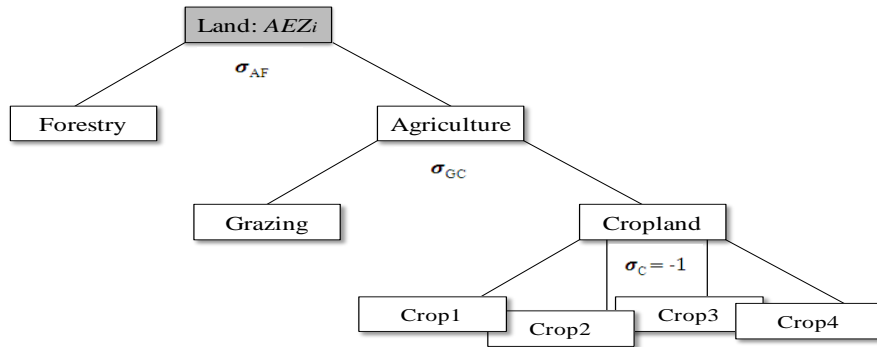 Land: AEZi
σAF
Forestry
Agriculture
σGC
Grazing
Cropland
σC = -1
Crop1
Crop2
Crop3
Crop4